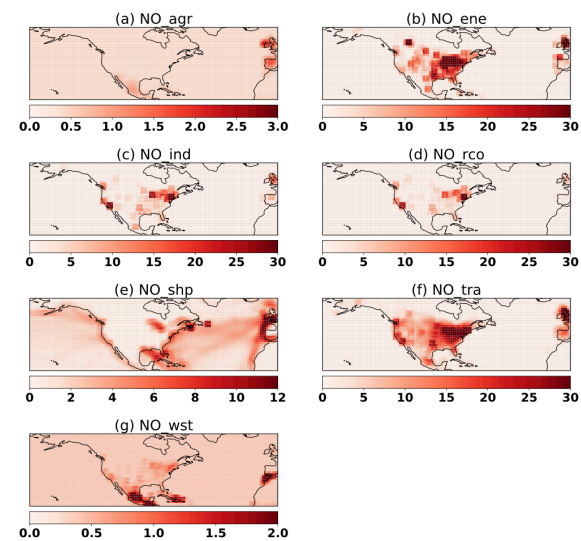 (a) NO_agr
(b) NO_ene
0.0 0.5 1.0 1.5 2.0 2.5 3.0
0 5 10 15 20 25 30
(c) NO_ind
(d) NO_rco
0 5 10 15 20 25 30
0 5 10 15 20 25 30
(e) NO_shp
(f) NO_tra
0 2 4 6 8 10 12
0 5 10 15 20 25 30
(g) NO_wst
0.0 0.5 1.0 1.5 2.0